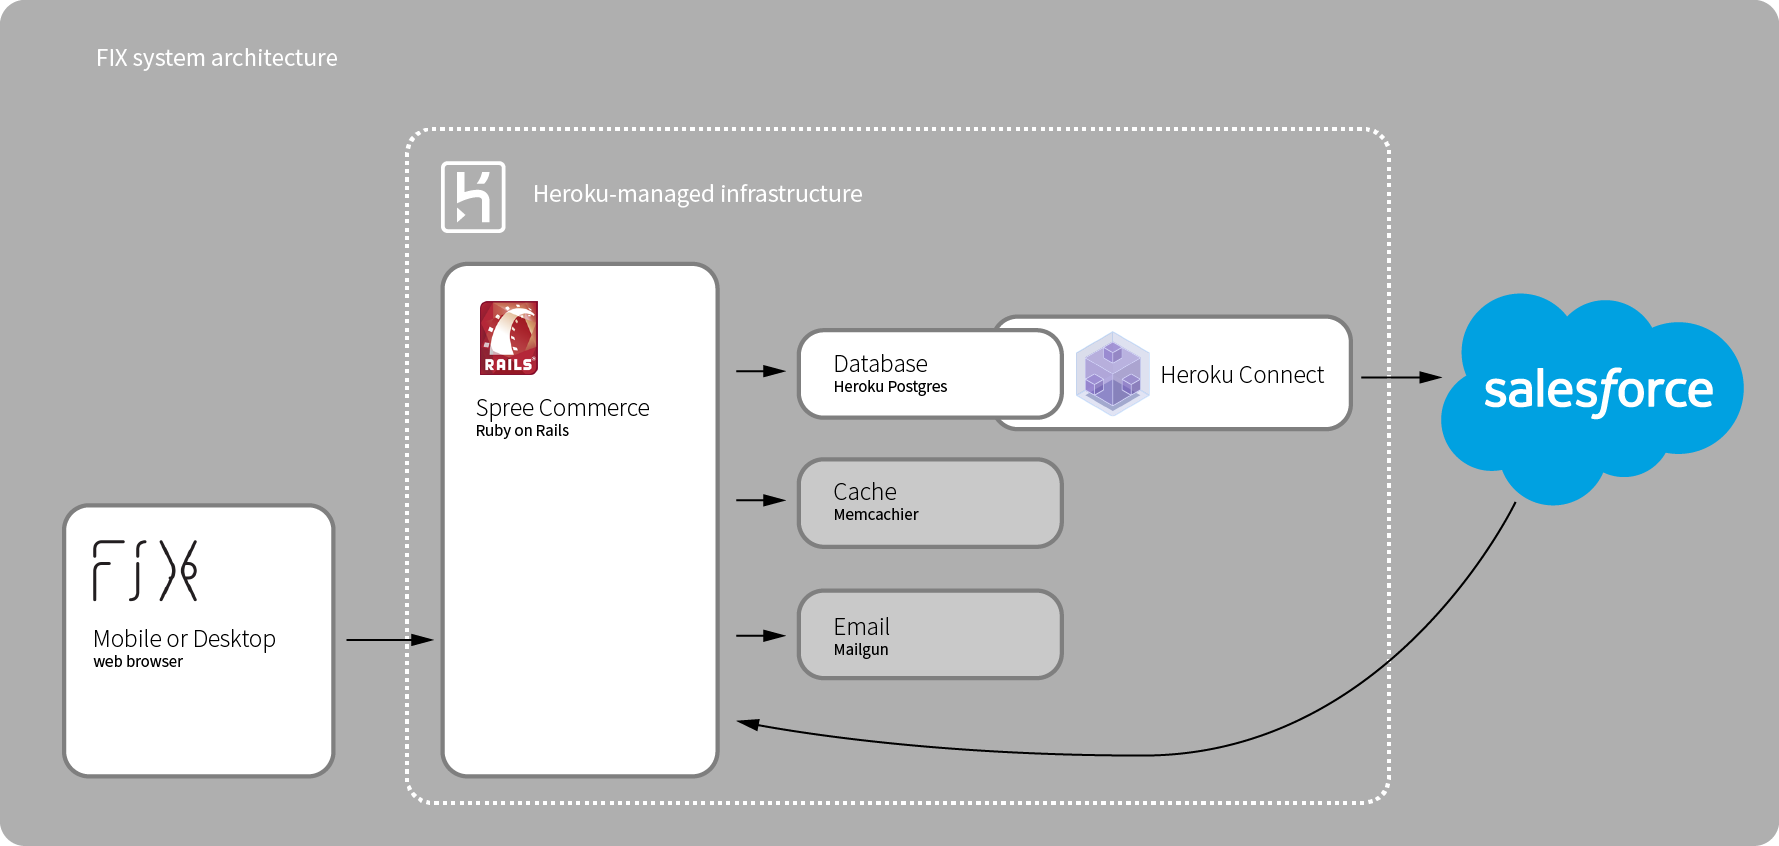 FIX system architecture
Heroku-managed infrastructure
RAILS
Spree Commerce
Ruby on Rails
Database
Heroku Postgres
Heroku Connect
salesforce
Cache
Memcachier
FIX
Mobile or Desktop
web browser
Email
Mailgun